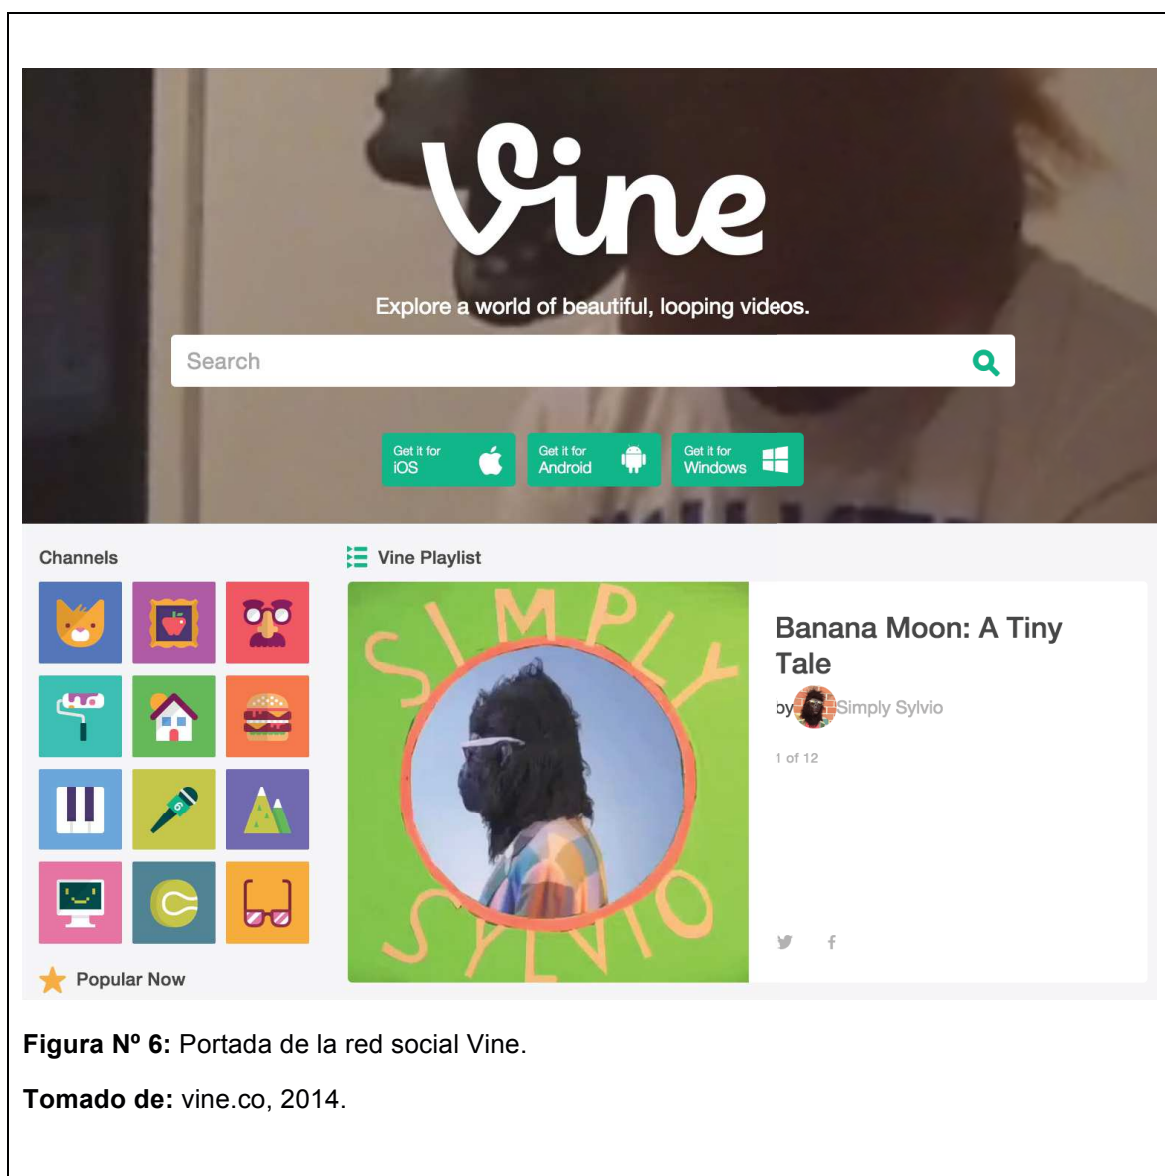 Vine
Explore a world of beautiful, looping videos.
Search
Get it for
iOS
Get it for
Android
Get it for
Windows
Channels
Vine Playlist
6
SIMPLY
SYLVIO
Banana Moon: A Tiny
Tale
by Simply Sylvio
1 of 12
Popular Now
Figura Nº 6: Portada de la red social Vine.
Tomado de: vine.co, 2014.